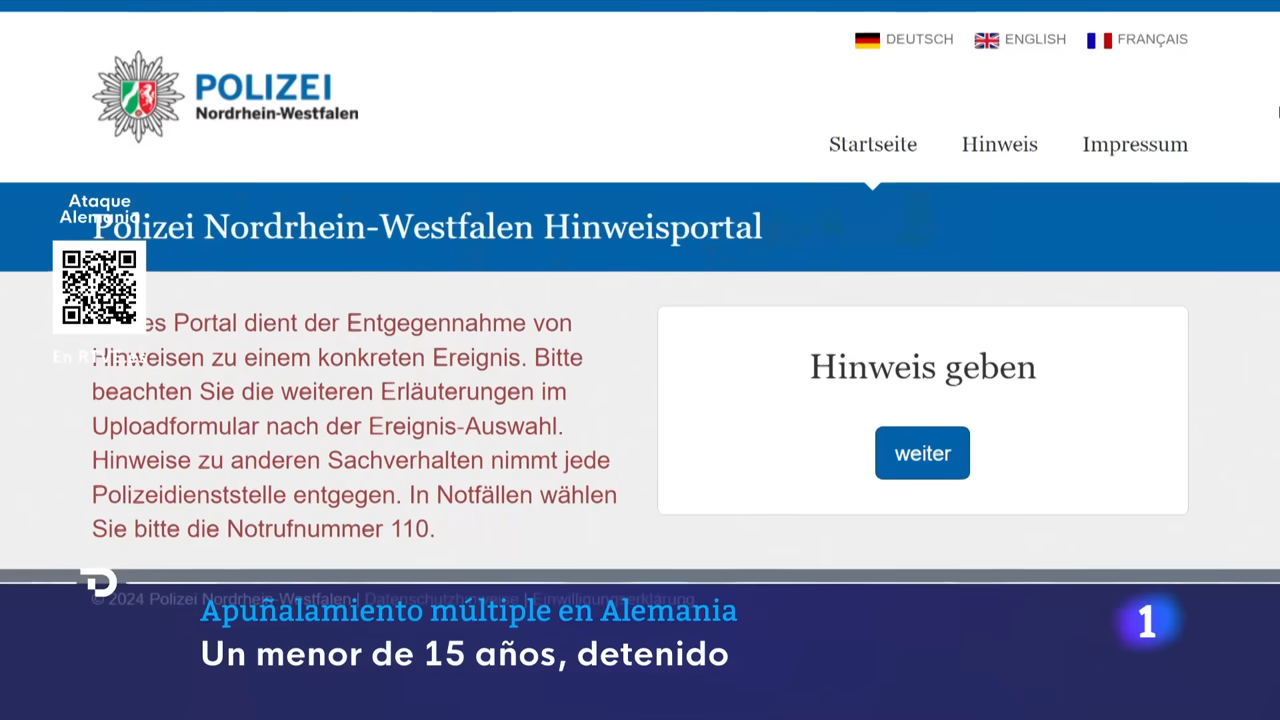 DEUTSCH ENGLISH FRANÇAIS
POLIZEI
Nordrhein-Westfalen
Startseite Hinweis Impressum
Ataque
Alemania
Polizei Nordrhein-Westfalen Hinweisportal
es Portal dient der Entgegennahme von
Hinweisen zu einem konkreten Ereignis. Bitte
beachten Sie die weiteren Erläuterungen im
Uploadformular nach der Ereignis-Auswahl.
Hinweise zu anderen Sachverhalten nimmt jede
Polizeidienststelle entgegen. In Notfällen wählen
Sie bitte die Notrufnummer 110.
Hinweis geben
weiter
En
© 2024 Polizei Nordrhein-Westfalen | Datenschutzhinweise | Einwilligungserklärung
Apuñalamiento múltiple en Alemania
Un menor de 15 años, detenido
1